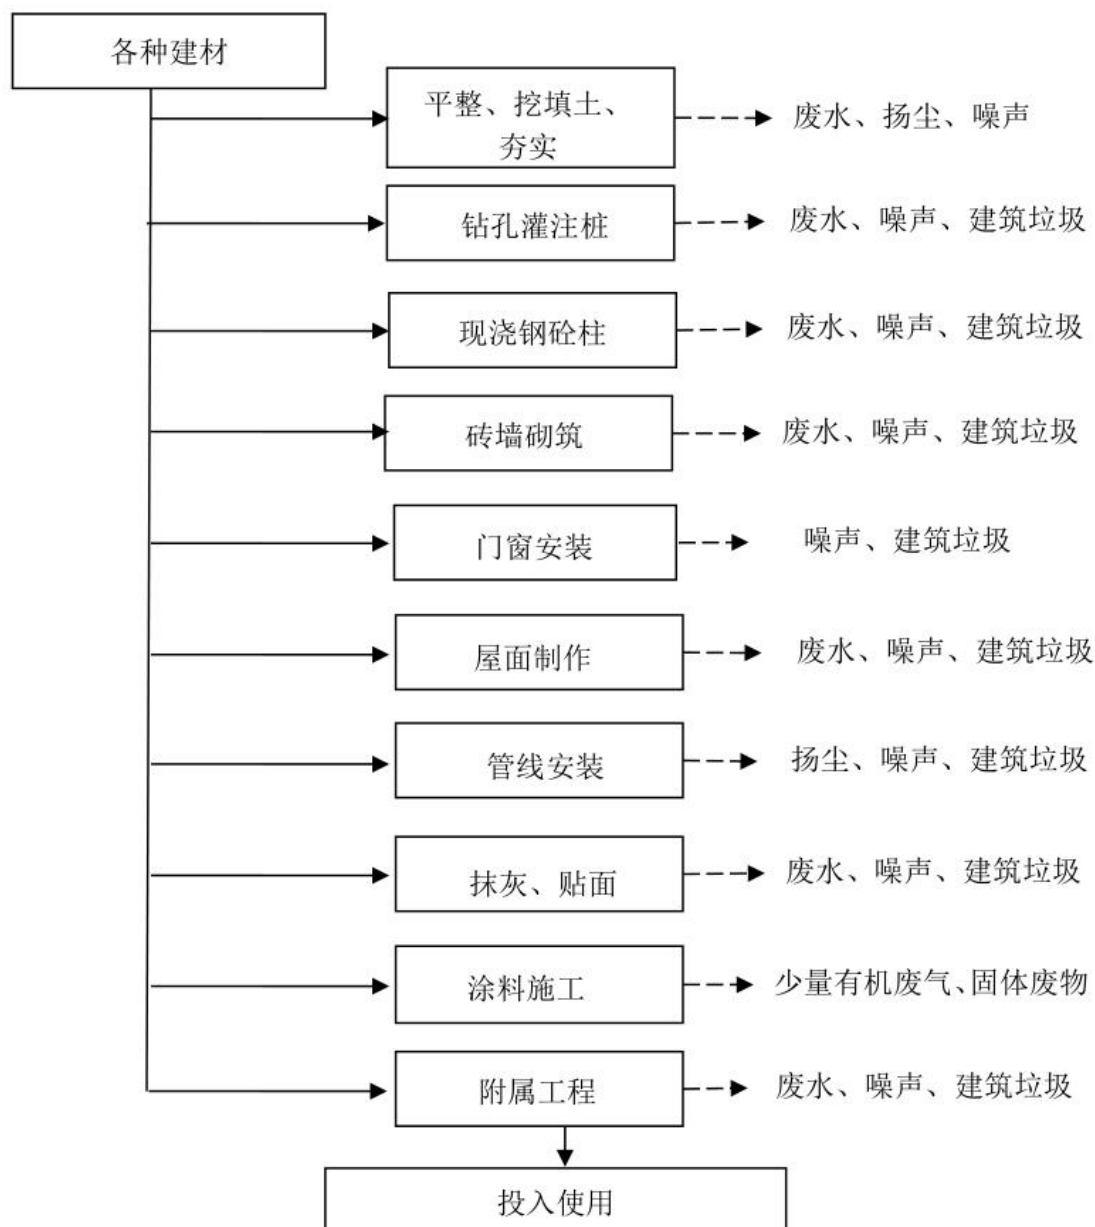 各种建材
平整、挖填土、
夯实
废水、扬尘、噪声
钻孔灌注桩
废水、噪声、建筑垃圾
现浇钢砼柱
废水、噪声、建筑垃圾
砖墙砌筑
废水、噪声、建筑垃圾
门窗安装
噪声、建筑垃圾
屋面制作
废水、噪声、建筑垃圾
管线安装
扬尘、噪声、建筑垃圾
抹灰、贴面
废水、噪声、建筑垃圾
涂料施工
少量有机废气、固体废物
附属工程
废水、噪声、建筑垃圾
投入使用